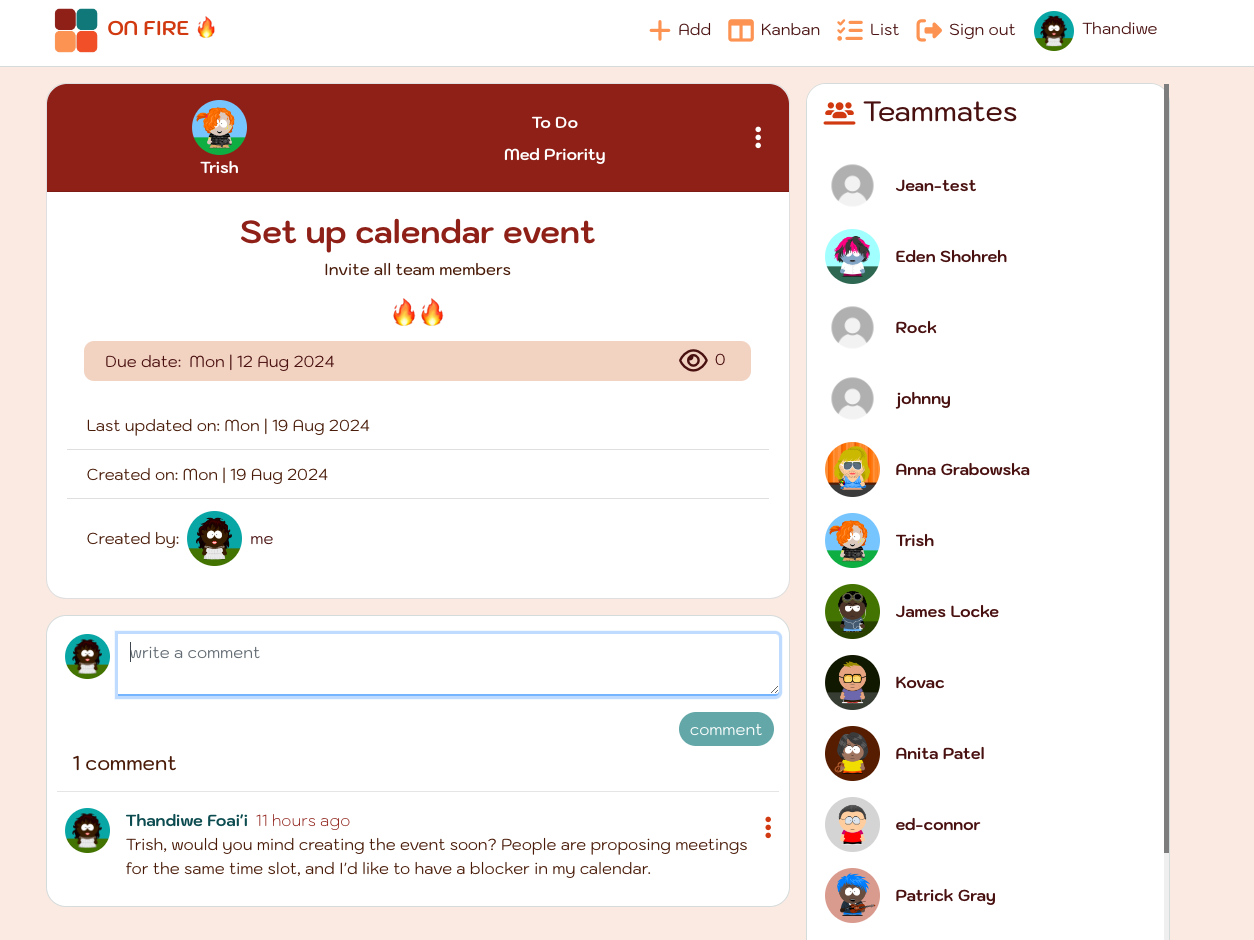 ON FIRE 🔥
Add
Kanban
List
Sign out
Thandiwe
Trish
To Do
Med Priority
Set up calendar event
Invite all team members
🔥🔥
Due date: Mon | 12 Aug 2024
0
Last updated on: Mon | 19 Aug 2024
Created on: Mon | 19 Aug 2024
Created by: me
write a comment
comment
1 comment
Thandiwe Foai'i 11 hours ago
Trish, would you mind creating the event soon? People are proposing meetings
for the same time slot, and I'd like to have a blocker in my calendar.
Teammates
Jean-test
Eden Shohreh
Rock
johnny
Anna Grabowska
Trish
James Locke
Kovac
Anita Patel
ed-connor
Patrick Gray